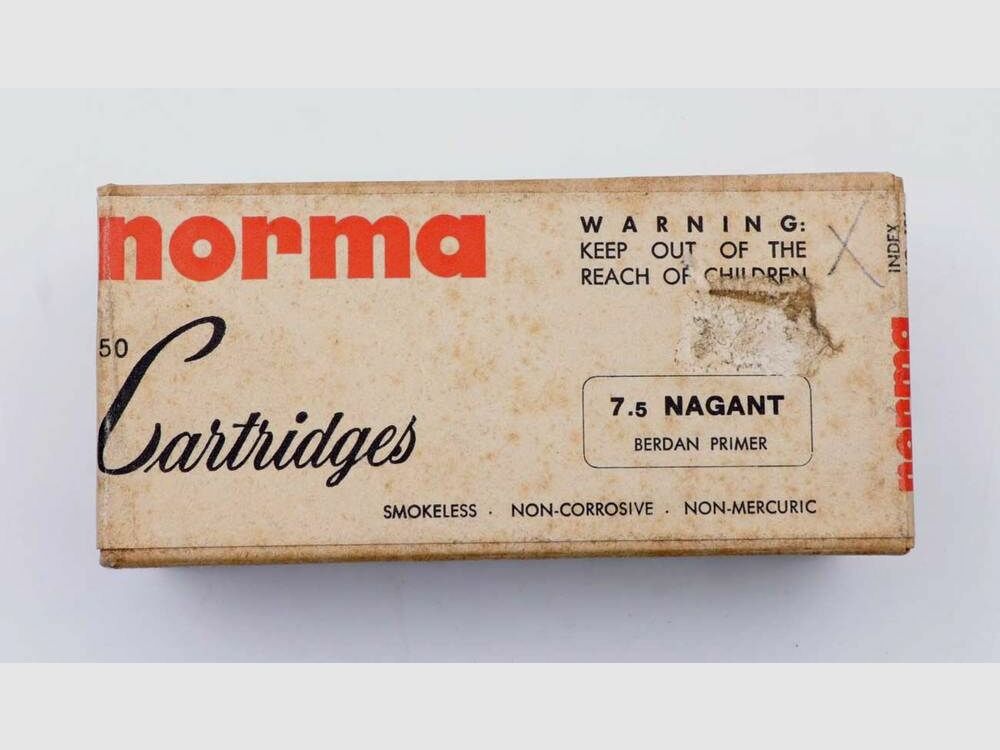 norma
WARNING:
KEEP OUT OF THE
REACH OF CHILDREN
50
Cartridges
7.5 NAGANT
BERDAN PRIMER
SMOKELESS . NON-CORROSIVE . NON-MERCURIC
X
INDEX
norma